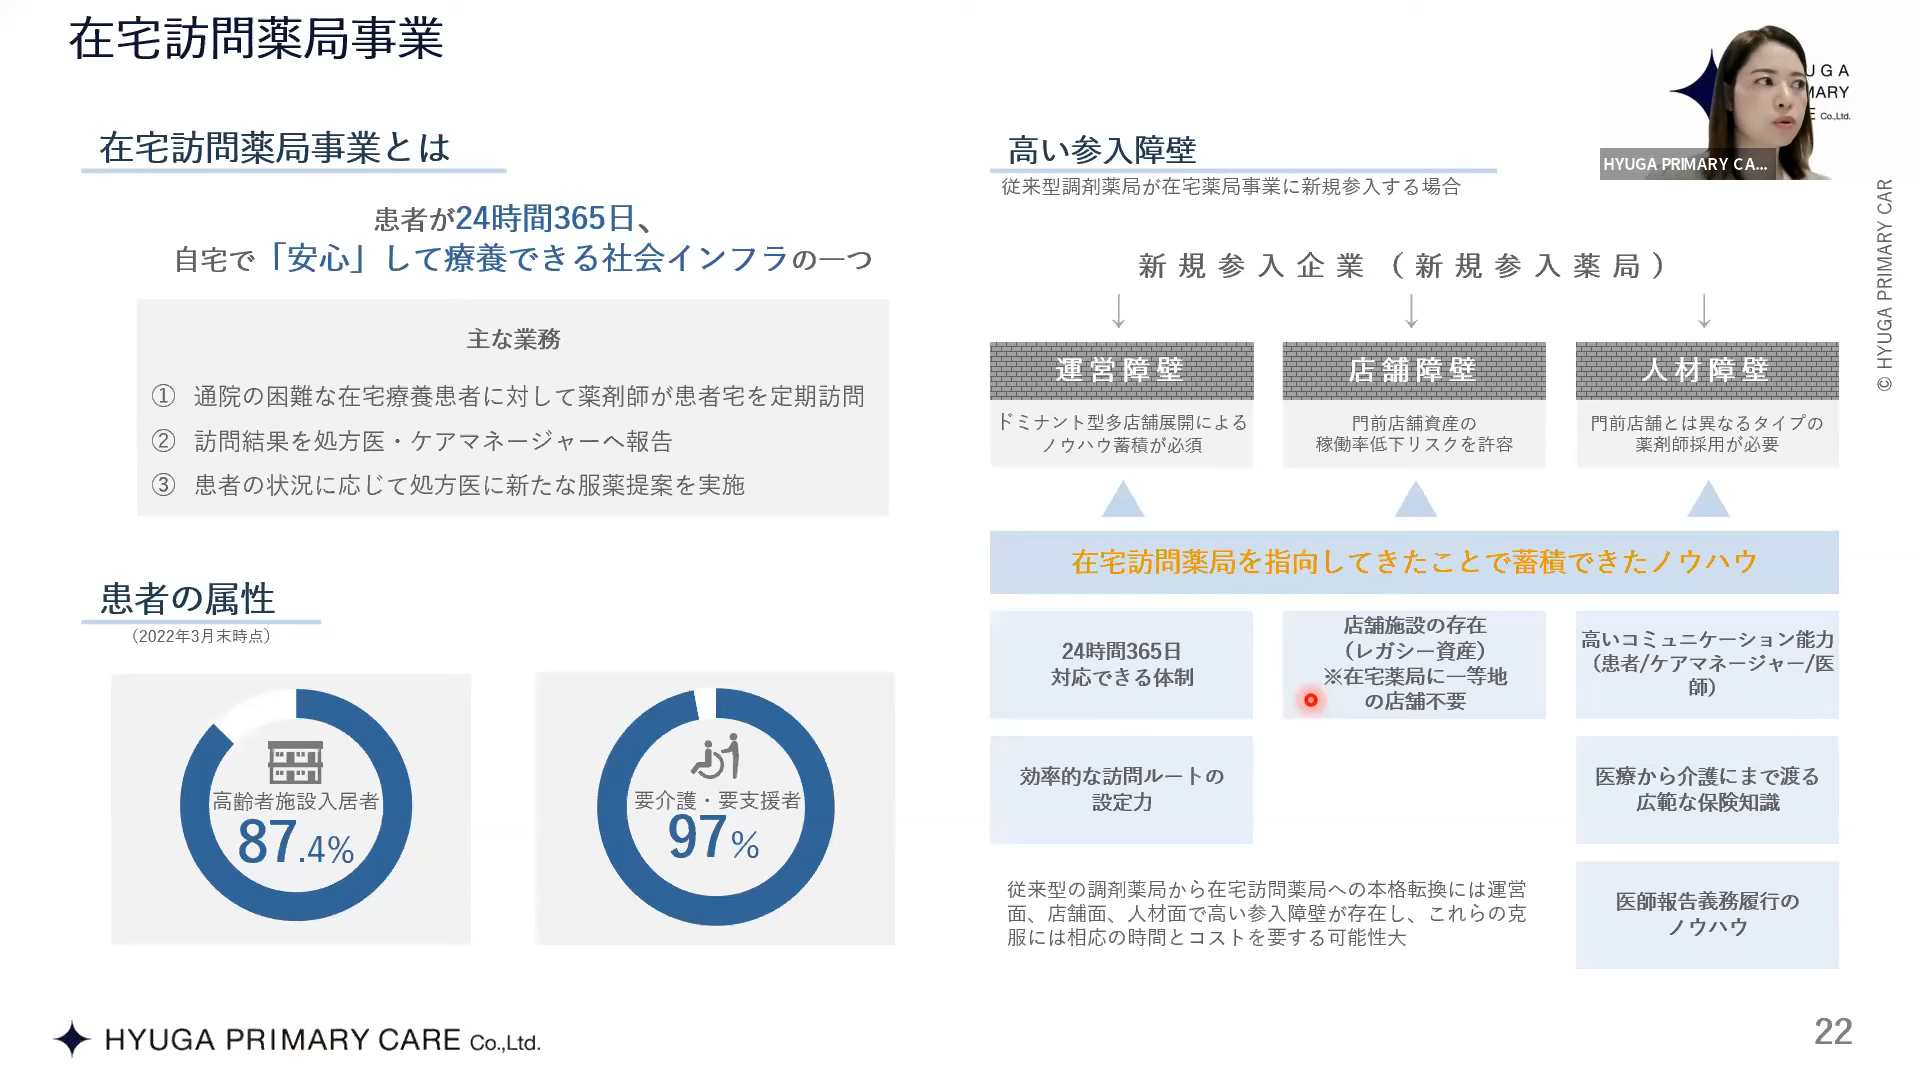 在宅訪問薬局事業
在宅訪問薬局事業とは
患者が24時間365日、
自宅で「安心」して療養できる社会インフラの一つ
主な業務
① 通院の困難な在宅療養患者に対して薬剤師が患者宅を定期訪問
② 訪問結果を処方医・ケアマネージャーへ報告
③ 患者の状況に応じて処方医に新たな服薬提案を実施
患者の属性
（2022年3月末時点）
高齢者施設入居者
87.4%
要介護・要支援者
97%
高い参入障壁
従来型調剤薬局が在宅薬局事業に新規参入する場合
新規参入企業（新規参入薬局）
運営障壁
ドミナント型多店舗展開による
ノウハウ蓄積が必須
店舗障壁
門前店舗資産の
稼働率低下リスクを許容
人材障壁
門前店舗とは異なるタイプの
薬剤師採用が必要
在宅訪問薬局を指向してきたことで蓄積できたノウハウ
24時間365日
対応できる体制
効率的な訪問ルートの
設定力
店舗施設の存在
（レガシー資産）
※在宅薬局に一等地
の店舗不要
高いコミュニケーション能力
（患者/ケアマネージャー/医
師）
医療から介護にまで渡る
広範な保険知識
医師報告義務履行の
ノウハウ
従来型の調剤薬局から在宅訪問薬局への本格転換には運営
面、店舗面、人材面で高い参入障壁が存在し、これらの克
服には相応の時間とコストを要する可能性大
UGA
MARY
E Co.,Ltd.
HYUGA PRIMARY CA...
© HYUGA PRIMARY CAR
HYUGA PRIMARY CARE Co.,Ltd.
22